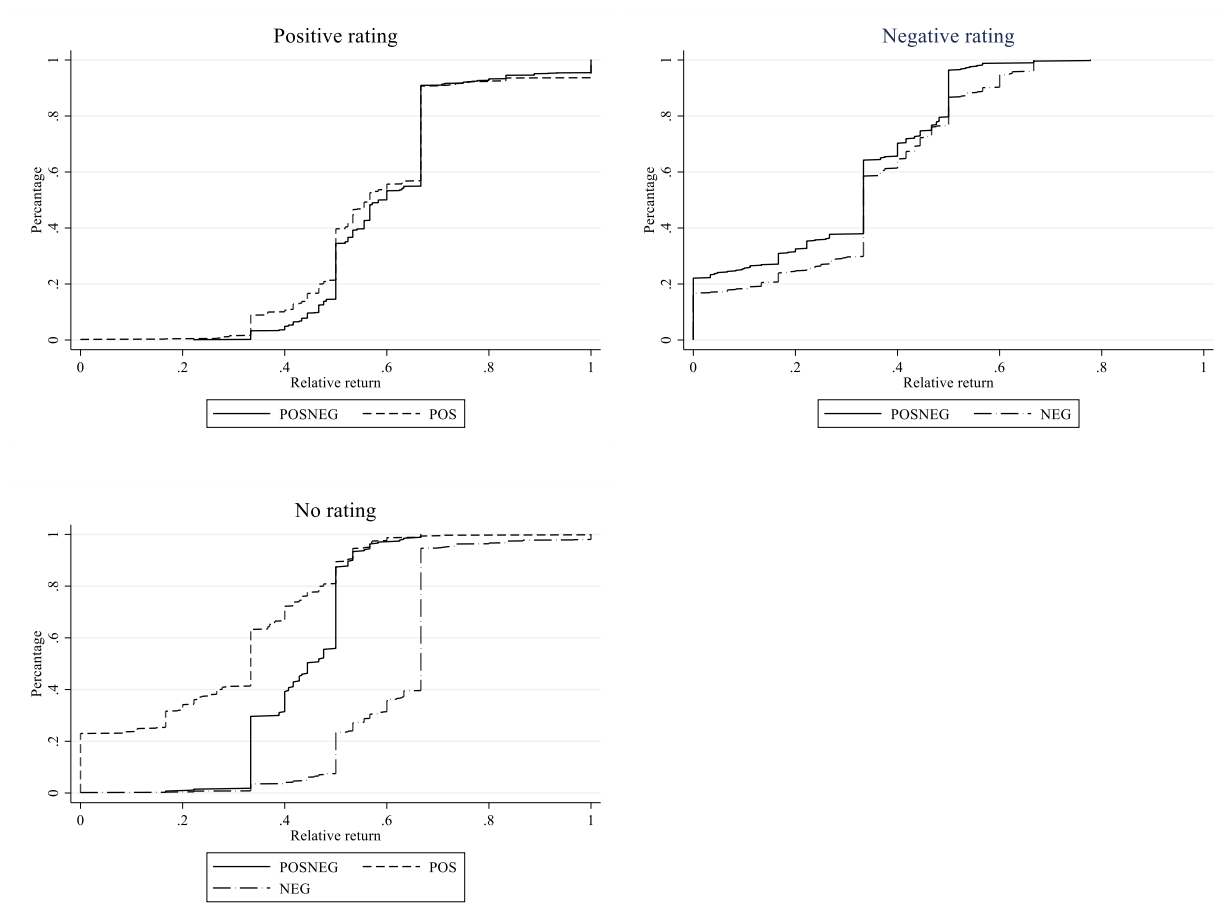 Positive rating
Percantage
0 .2 .4 .6 .8 1
0 .2 .4 .6 .8 1
Relative return
POSNEG POS
Negative rating
Percantage
0 .2 .4 .6 .8 1
0 .2 .4 .6 .8 1
Relative return
POSNEG NEG
No rating
Percantage
0 .2 .4 .6 .8 1
0 .2 .4 .6 .8 1
Relative return
POSNEG POS
NEG